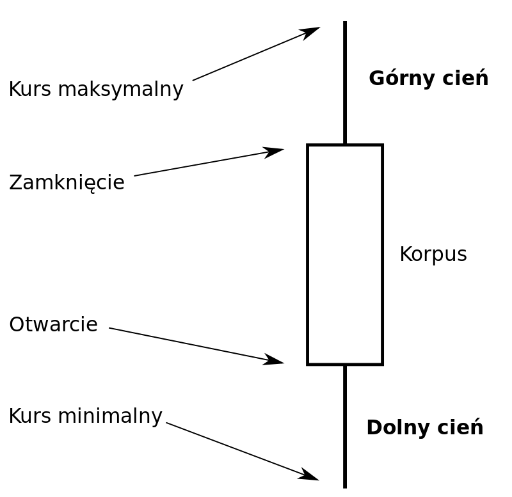 Kurs maksymalny
Górny cień
Zamknięcie
Korpus
Otwarcie
Kurs minimalny
Dolny cień